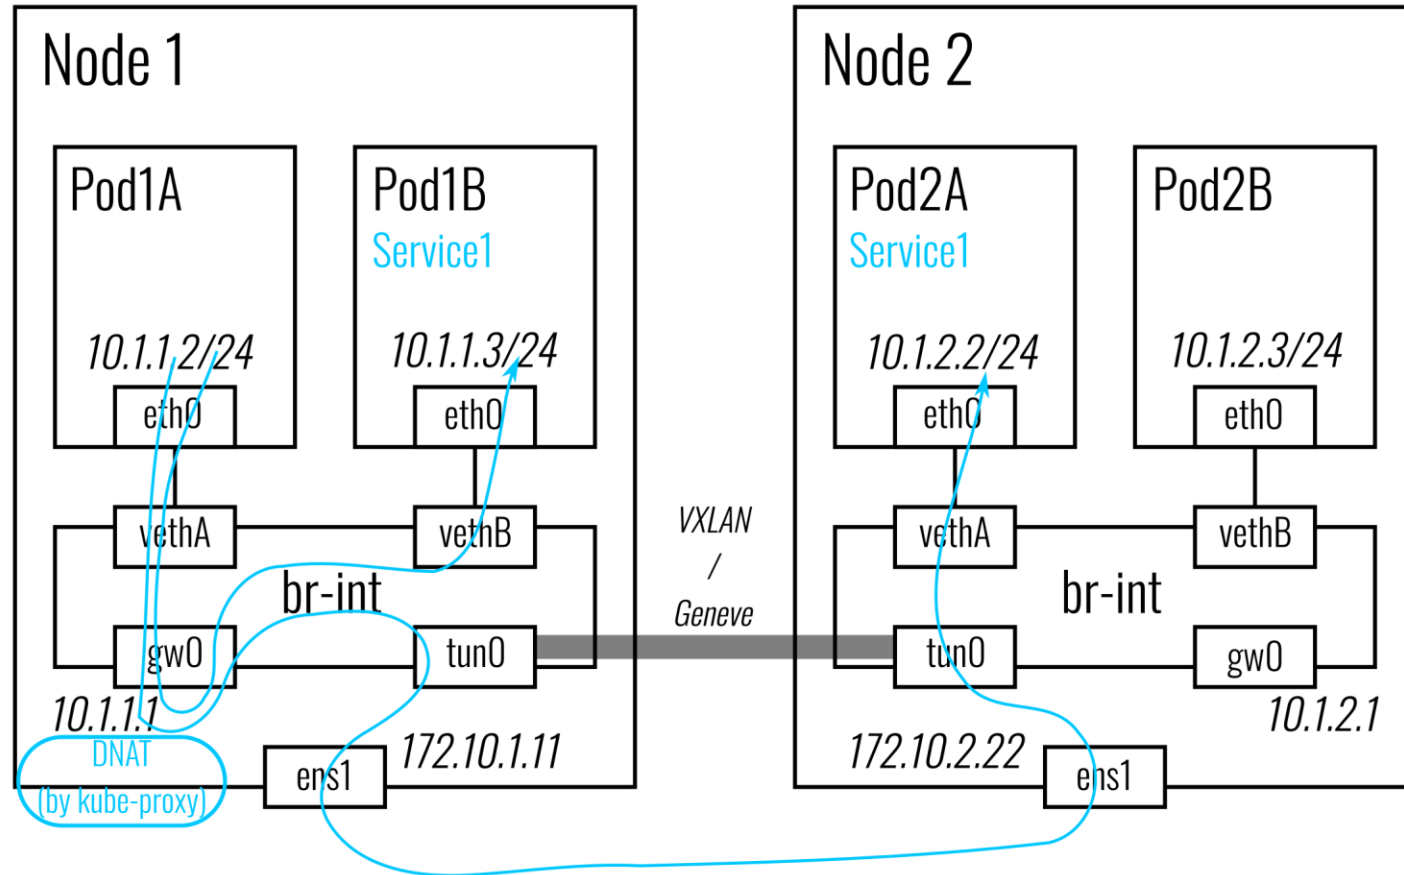 Node 1
Pod1A
10.1.1.2/24
eth0
Pod1B
Service1
10.1.1.3/24
eth0
vethA
vethB
br-int
gw0
tun0
10.1.1.1
DNAT
(by kube-proxy)
ens1
172.10.1.11
VXLAN
/
Geneve
Node 2
Pod2A
Service1
10.1.2.2/24
eth0
Pod2B
10.1.2.3/24
eth0
vethA
vethB
br-int
tun0
gw0
10.1.2.1
172.10.2.22
ens1